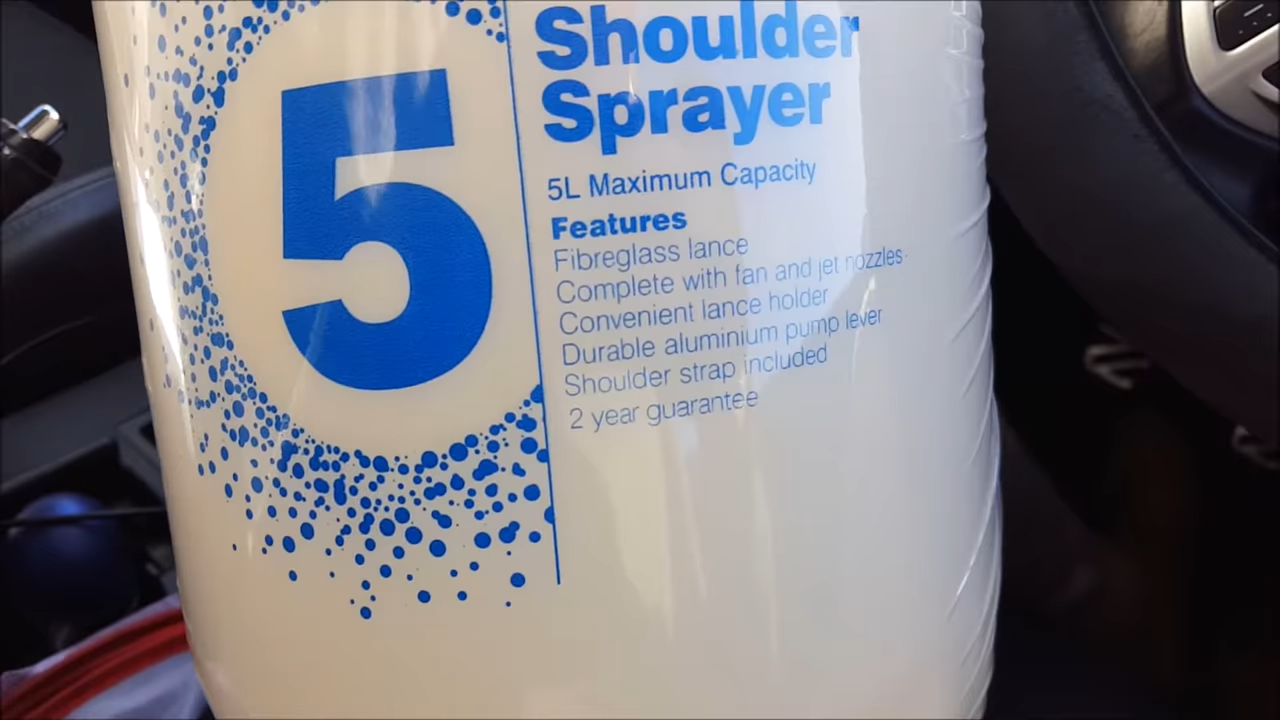 5
Shoulder
Sprayer
5L Maximum Capacity
Features
Fibreglass lance
Complete with fan and jet nozzles
Convenient lance holder
Durable aluminium pump lever
Shoulder strap included
2 year guarantee